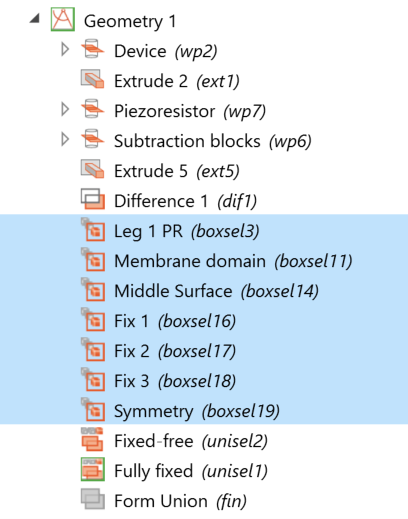 Geometry 1
Device (wp2)
Extrude 2 (ext1)
Piezoresistor (wp7)
Subtraction blocks (wp6)
Extrude 5 (ext5)
Difference 1 (dif1)
Leg 1 PR (boxsel3)
Membrane domain (boxsel11)
Middle Surface (boxsel14)
Fix 1 (boxsel16)
Fix 2 (boxsel17)
Fix 3 (boxsel18)
Symmetry (boxsel19)
Fixed-free (unisel2)
Fully fixed (unisel1)
Form Union (fin)